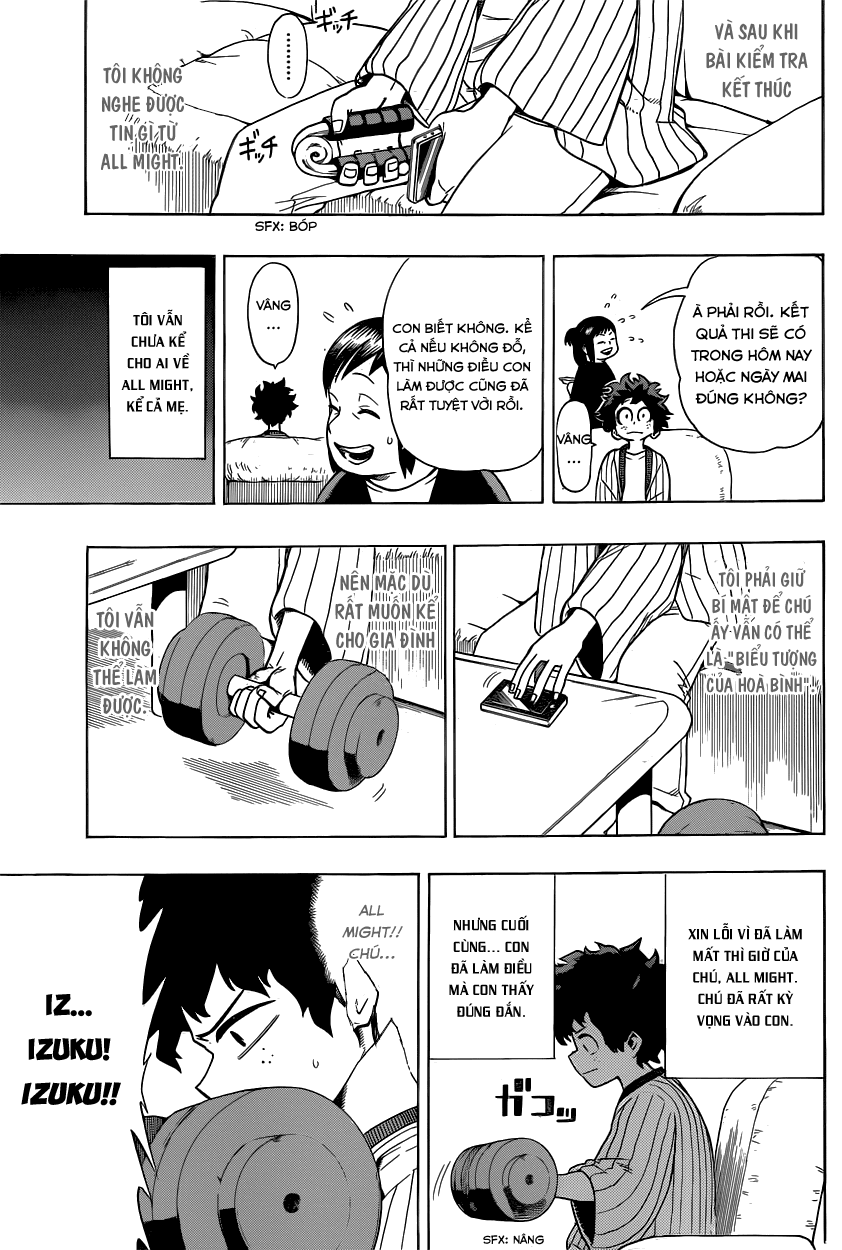 VÀ SAU KHI
BÀI KIỂM TRA
KẾT THÚC
ギッチ
.........
TÔI KHÔNG
NGHE ĐƯỢC
TIN GÌ TỪ
ALL MIGHT.
ギッチ
SFX: BÓP
À PHẢI RỒI. KẾT
QUẢ THI SẼ CÓ
TRONG HÔM NAY
HOẶC NGÀY MAI
ĐÚNG KHÔNG?
VÂNG
...
CON BIẾT KHÔNG. KỂ
CẢ NẾU KHÔNG ĐỖ,
THÌ NHỮNG ĐIỀU CON
LÀM ĐƯỢC CŨNG ĐÃ
RẤT TUYỆT VỜI RỒI.
VÂNG
...
TÔI VẪN
CHƯA KỂ
CHO AI VỀ
ALL MIGHT,
KỂ CẢ MẸ.
TÔI PHẢI GIỮ
BÍ MẬT ĐỂ CHÚ
ẤY VẪN CÓ THỂ
LÀ "BIỂU TƯỢNG
CỦA HOÀ BÌNH".
NÊN MẶC DÙ
RẤT MUỐN KỂ
CHO GIA ĐÌNH
TÔI VẪN
KHÔNG
THỂ LÀM
ĐƯỢC.
XIN LỖI VÌ ĐÃ LÀM
MẤT THÌ GIỜ CỦA
CHÚ, ALL MIGHT.
CHÚ ĐÃ RẤT KỲ
VỌNG VÀO CON.
NHƯNG CUỐI
CÙNG... CON
ĐÃ LÀM ĐIỀU
MÀ CON THẤY
ĐÚNG ĐẮN.
ガコッ
SFX: NÂNG
ALL
MIGHT!!
CHÚ...
IZ...
IZUKU!
IZUKU!!